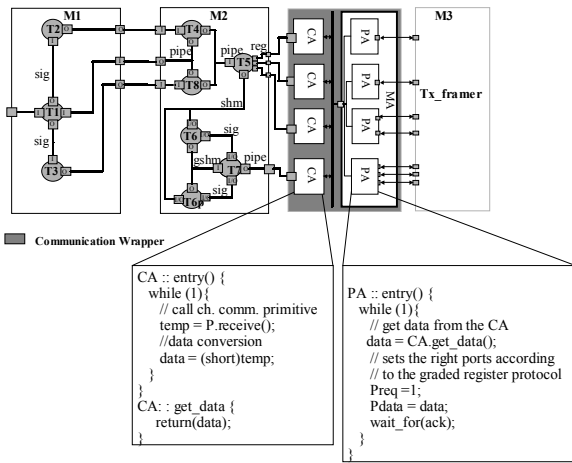 M1
M2
M3
T2
T4
CA
PA
pipe
reg
sig
pipe
T5
CA
PA
T1
T8
MA
Tx_framer
shm
sig
T6
sig
CA
PA
T3
gshm
T7
pipe
CA
PA
sig
T6p
Communication Wrapper
CA :: entry() {
while (1){
// call ch. comm. primitive
temp = P.receive();
//data conversion
data = (short)temp;
}
}
CA: : get_data {
return(data);
}
PA :: entry() {
while (1){
// get data from the CA
data = CA.get_data();
// sets the right ports according
// to the graded register protocol
Preq =1;
Pdata = data;
wait_for(ack);
}
}